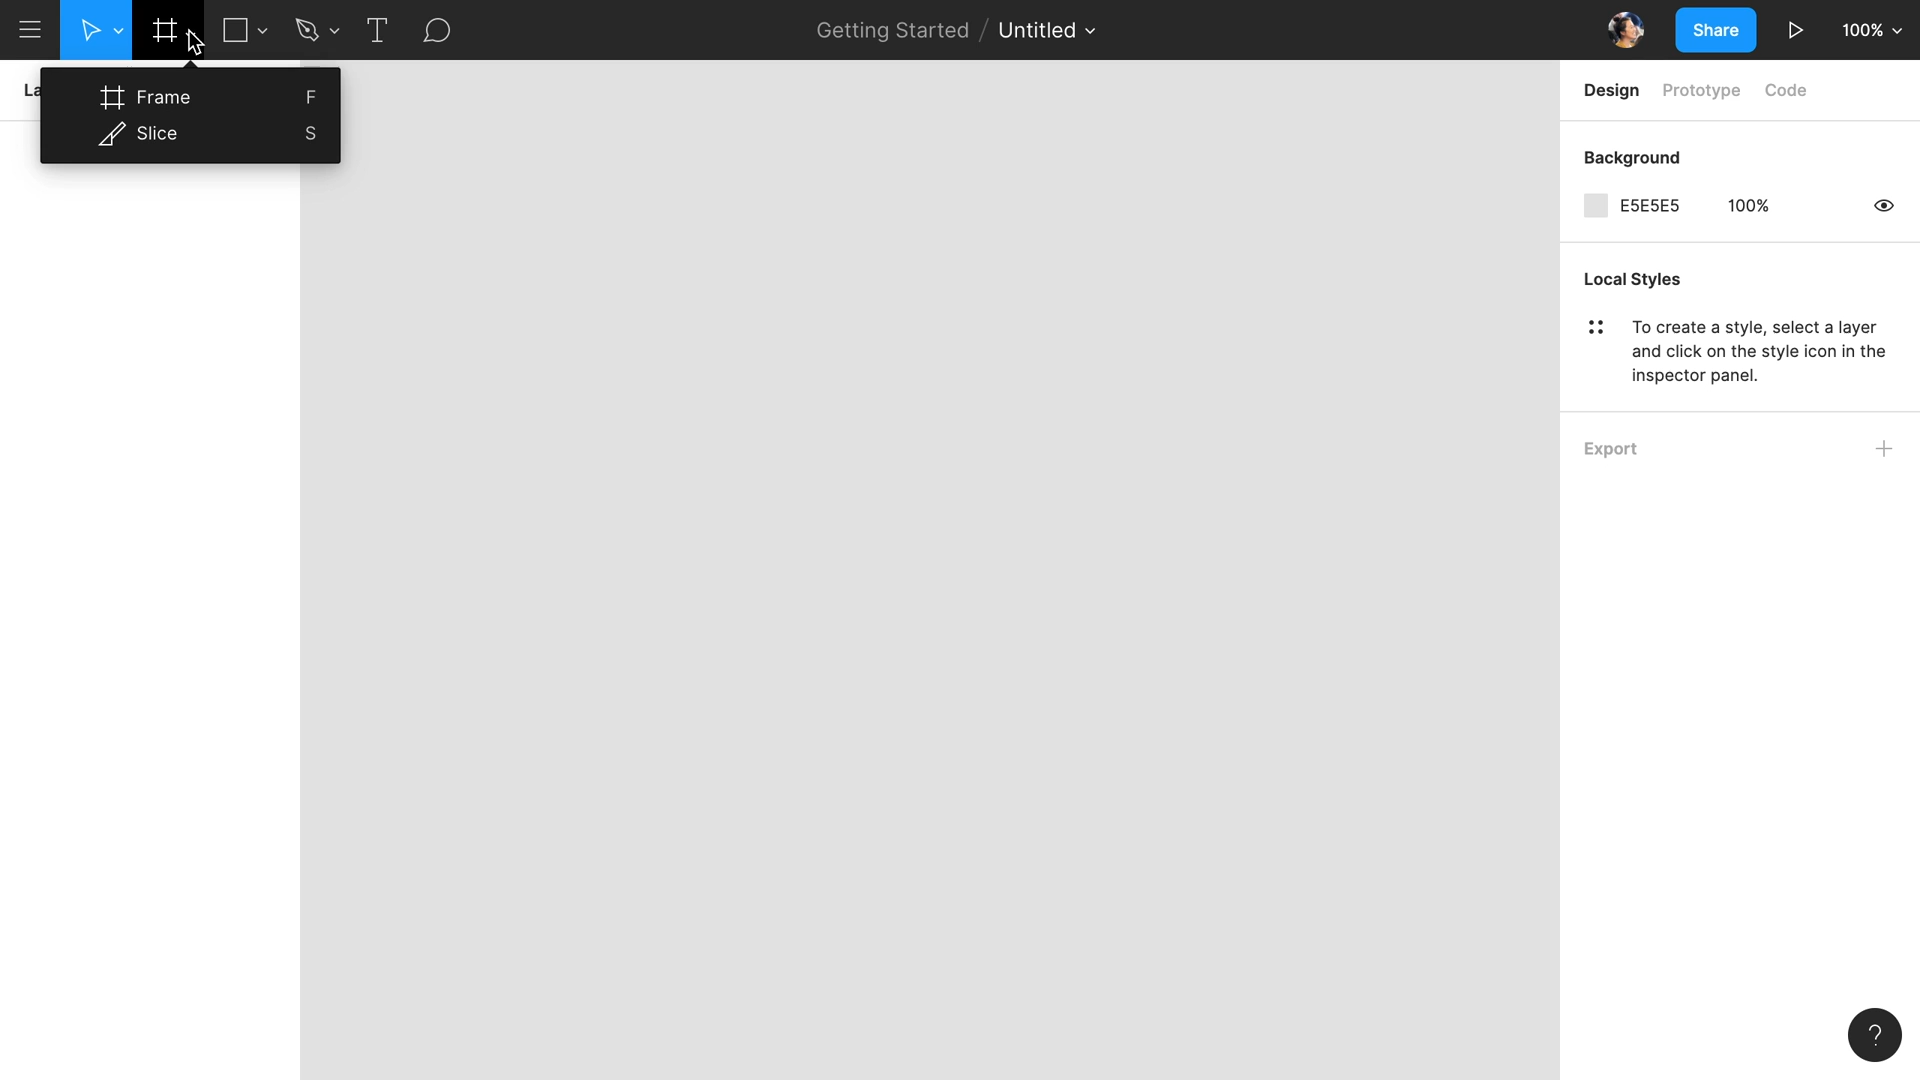 Getting Started / Untitled
Share
100%
La
Frame F
Slice S
Design Prototype Code
Background
E5E5E5 100%
Local Styles
To create a style, select a layer
and click on the style icon in the
inspector panel.
Export
?